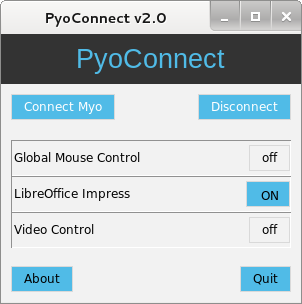 PyoConnect v2.0
PyoConnect
Connect Myo Disconnect
Global Mouse Control off
LibreOffice Impress ON
Video Control off
About Quit